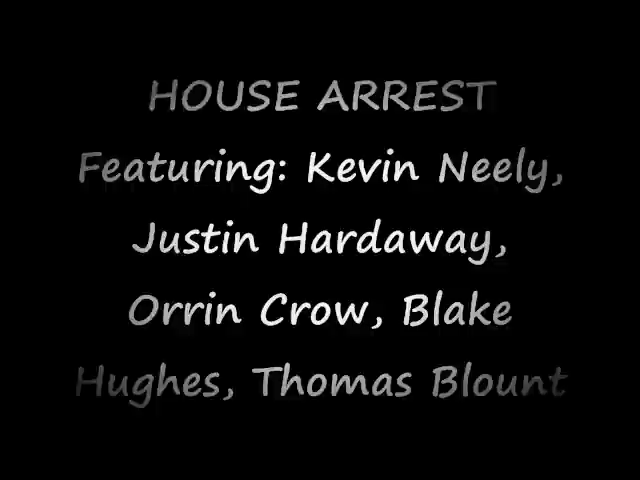 HOUSE ARREST
Featuring: Kevin Neely,
Justin Hardaway,
Orrin Crow, Blake
Hughes, Thomas Blount